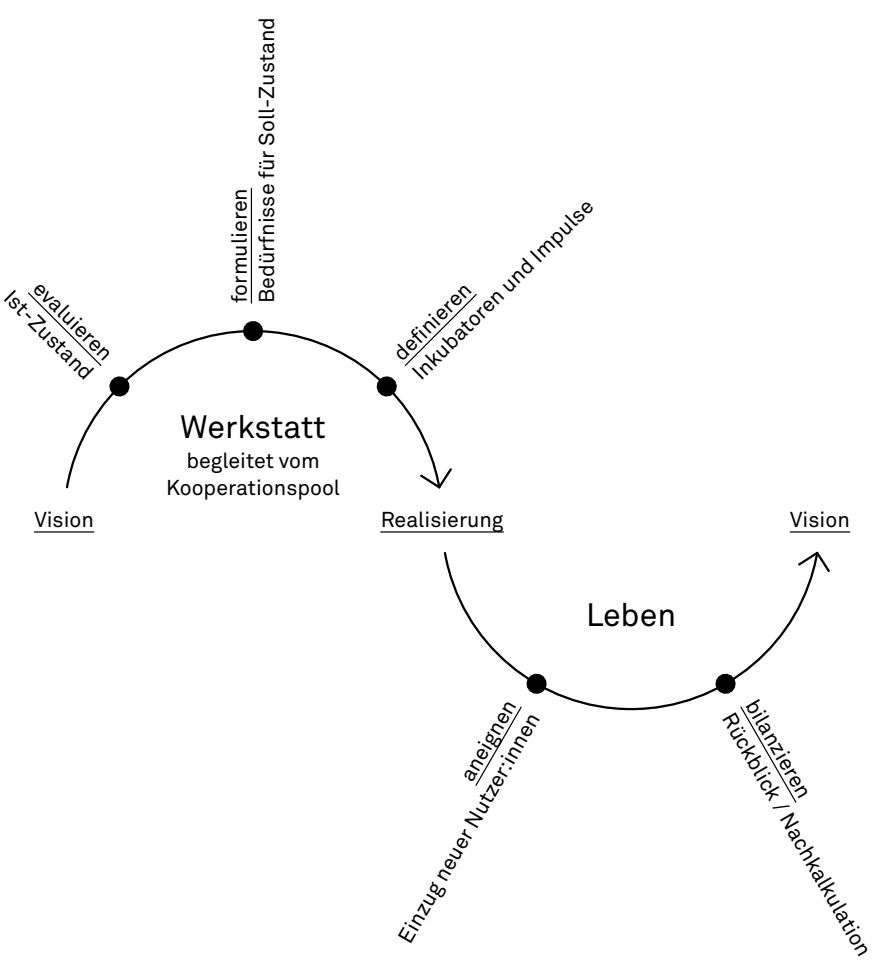 evaluieren
Ist-Zustand
formulieren
Bedürfnisse für Soll-Zustand
definieren
Inkubatoren und Impulse
Werkstatt
begleitet vom
Kooperationspool
Vision
Realisierung
Vision
Leben
aneignen
Einzug neuer Nutzer:innen
bilanzieren
Rückblick / Nachkalkulation